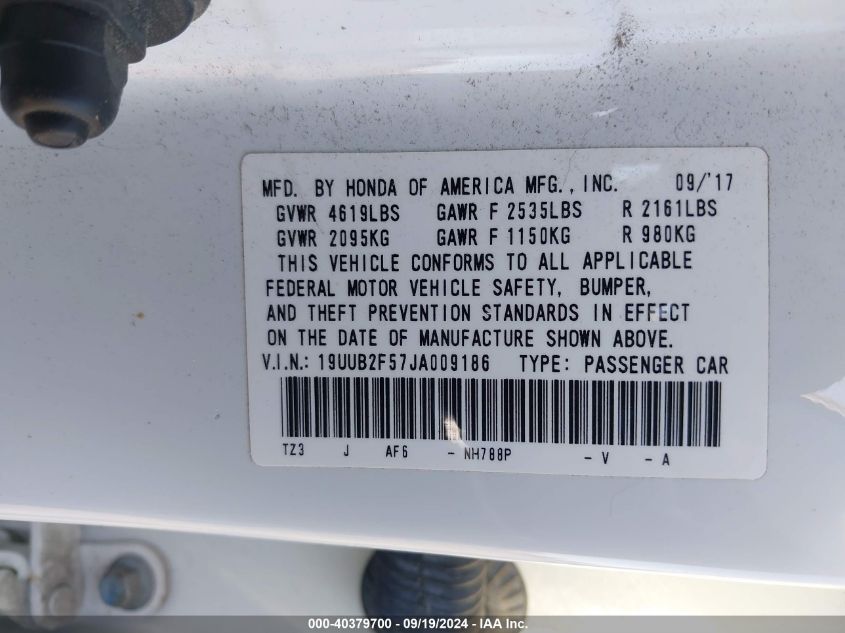 MFD. BY HONDA OF AMERICA MFG., INC. 09/'17
GVWR 4619LBS GAWR F 2535LBS R 2161LBS
GVWR 2095KG GAWR F 1150KG R 980KG
THIS VEHICLE CONFORMS TO ALL APPLICABLE
FEDERAL MOTOR VEHICLE SAFETY, BUMPER,
AND THEFT PREVENTION STANDARDS IN EFFECT
ON THE DATE OF MANUFACTURE SHOWN ABOVE.
V.I.N.: 19UUB2F57JA009186 TYPE: PASSENGER CAR
TZ3 J AF6 - NH788P - V - A
000-40379700 - 09/19/2024 - IAA Inc.